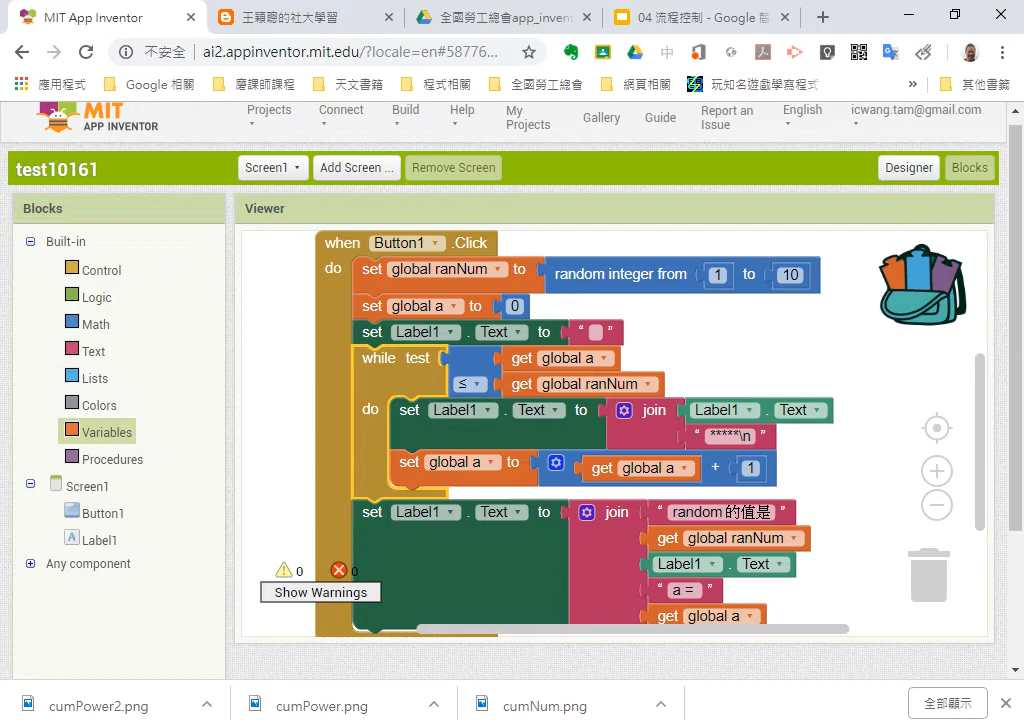 MIT App Inventor
王穎聰的社大學習
全國勞工總會app_invent
04 流程控制 - Google 簡
不安全
ai2.appinventor.mit.edu/?locale=en#58776...
應用程式
Google 相關
磨課師課程
天文書籍
程式相關
全國勞工總會
網頁相關
玩知名遊戲學寫程式
»
其他書籤
MIT
APP INVENTOR
Projects
Connect
Build
Help
My Projects
Gallery
Guide
Report an Issue
English
icwang.tam@gmail.com
test10161
Screen1
Add Screen ...
Remove Screen
Designer
Blocks
Blocks
Viewer
Built-in
Control
Logic
Math
Text
Lists
Colors
Variables
Procedures
Screen1
Button1
Label1
Any component
when Button1 .Click
do set global ranNum to random integer from 1 to 10
set global a to 0
set Label1 . Text to “ ”
while test get global a
≤ get global ranNum
do set Label1 . Text to join Label1 . Text
“ *****\n ”
set global a to get global a + 1
set Label1 . Text to join “ random 的值是 ”
get global ranNum
Label1 . Text
“ a = ”
get global a
0 0
Show Warnings
cumPower2.png
cumPower.png
cumNum.png
全部顯示